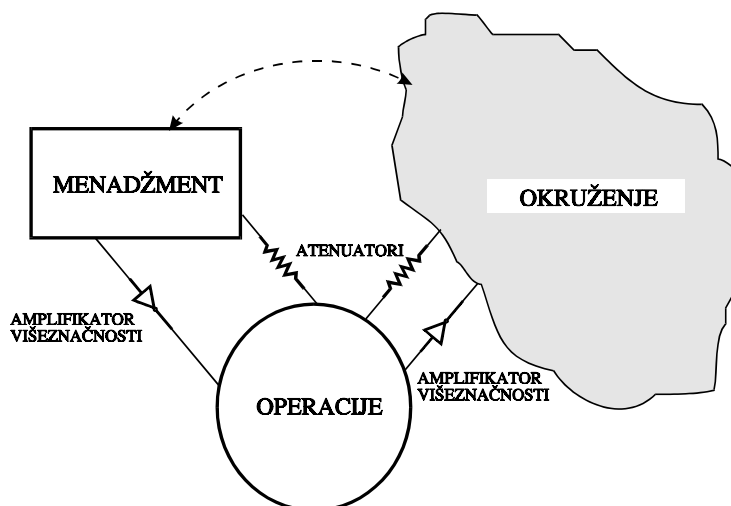 MENADŽMENT
OKRUŽENJE
ATENUATORI
AMPLIFIKATOR
VIŠEZNAČNOSTI
OPERACIJE
AMPLIFIKATOR
VIŠEZNAČNOSTI